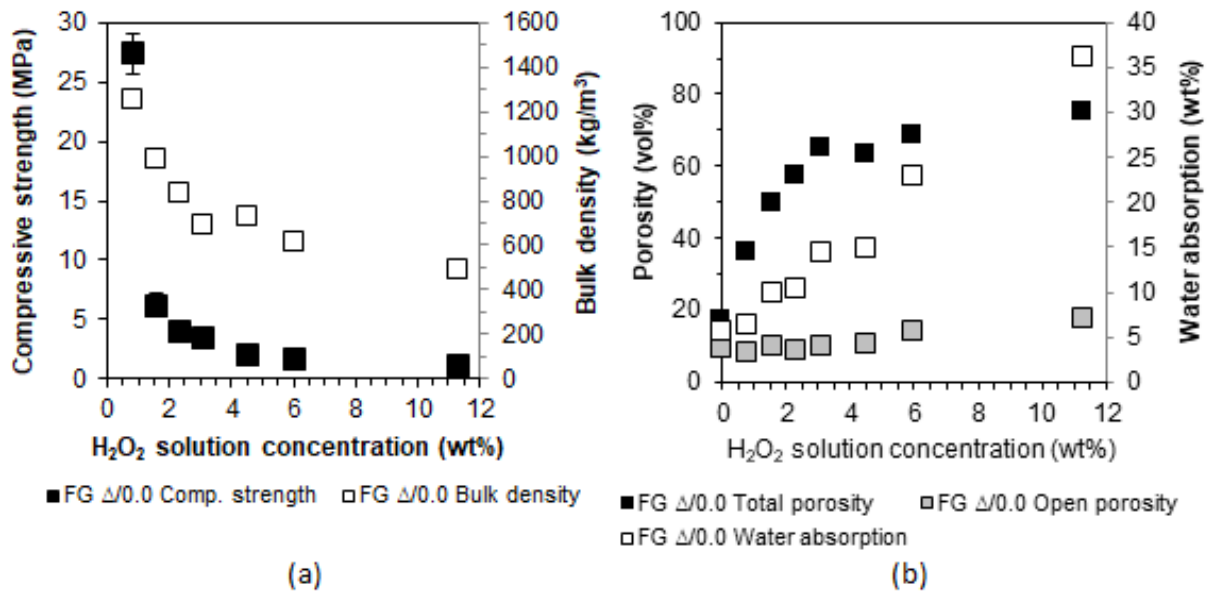 30
25
20
15
10
5
0
Compressive strength (MPa)
1600
1400
1200
1000
800
600
400
200
0
Bulk density (kg/m³)
0 2 4 6 8 10 12
H₂O₂ solution concentration (wt%)
■ FG Δ/0.0 Comp. strength □ FG Δ/0.0 Bulk density
(a)
100
80
60
40
20
0
Porosity (vol%)
40
35
30
25
20
15
10
5
0
Water absorption (wt%)
0 2 4 6 8 10 12
H₂O₂ solution concentration (wt%)
■ FG Δ/0.0 Total porosity ■ FG Δ/0.0 Open porosity
□ FG Δ/0.0 Water absorption
(b)